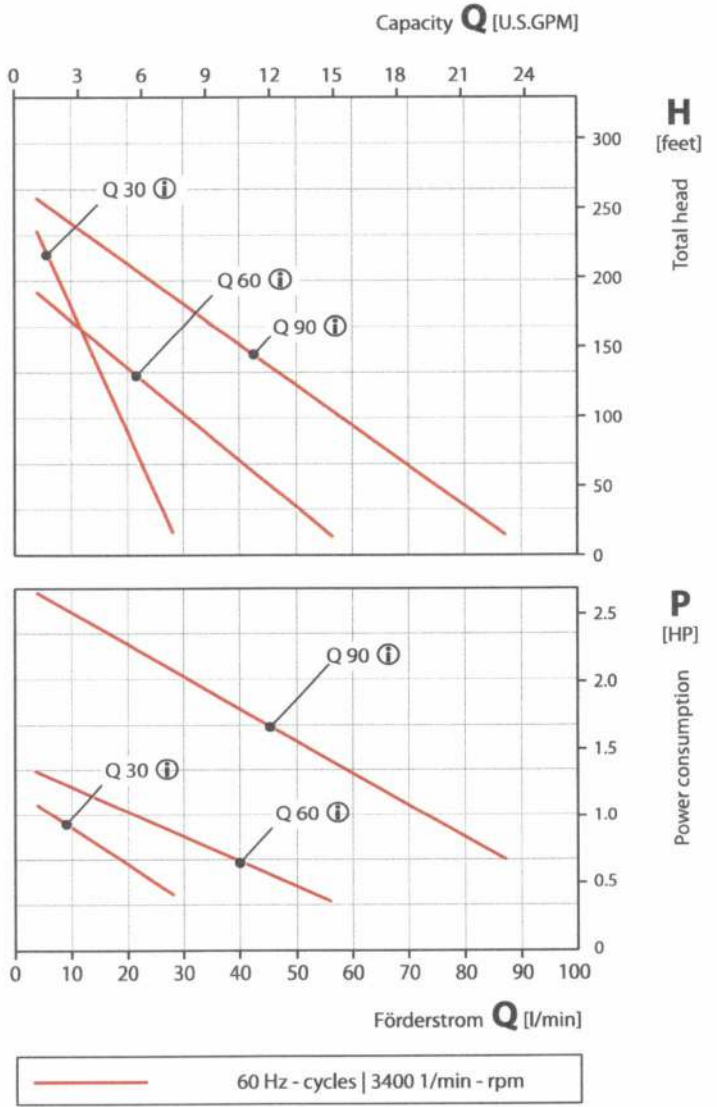 Capacity Q [U.S.GPM]
0 3 6 9 12 15 18 21 24
H
[feet]
Total head
300
250
200
150
100
50
0
Q 30 ⓘ
Q 60 ⓘ
Q 90 ⓘ
P
[HP]
Power consumption
2.5
2.0
1.5
1.0
0.5
0
Q 90 ⓘ
Q 30 ⓘ
Q 60 ⓘ
0 10 20 30 40 50 60 70 80 90 100
Förderstrom Q [l/min]
60 Hz - cycles | 3400 1/min - rpm